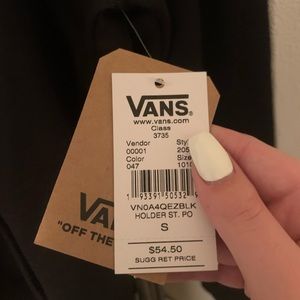 VANS
www.vans.com
Class
3735
Vendor
00001
Color
047
VN0A4QEZBLK
HOLDER ST. PO
S
$54.50
SUGG RET PRICE
VA
"OFF THE